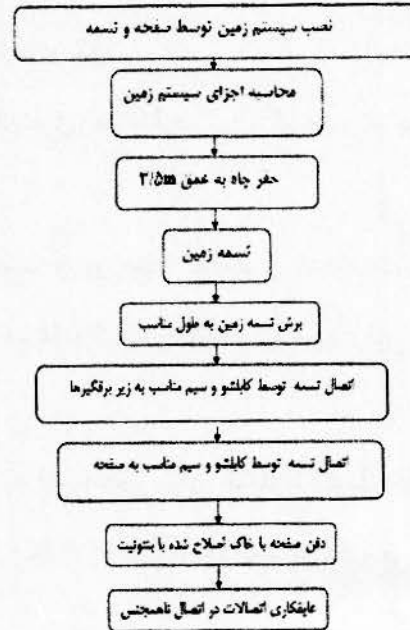 نصب سیستم زمین توسط صفحه و تسمه
محاسبه اجزای سیستم زمین
حفر چاه به عمق ۲/۵m
تسمه زمین
برش تسمه زمین به طول مناسب
اتصال تسمه توسط کابلشو و سیم مناسب به زیر برقگیرها
اتصال تسمه توسط کابلشو و سیم مناسب به صفحه
دفن صفحه با خاک اصلاح شده با بنتونیت
عایقکاری اتصالات در اتصال ناهمجنس